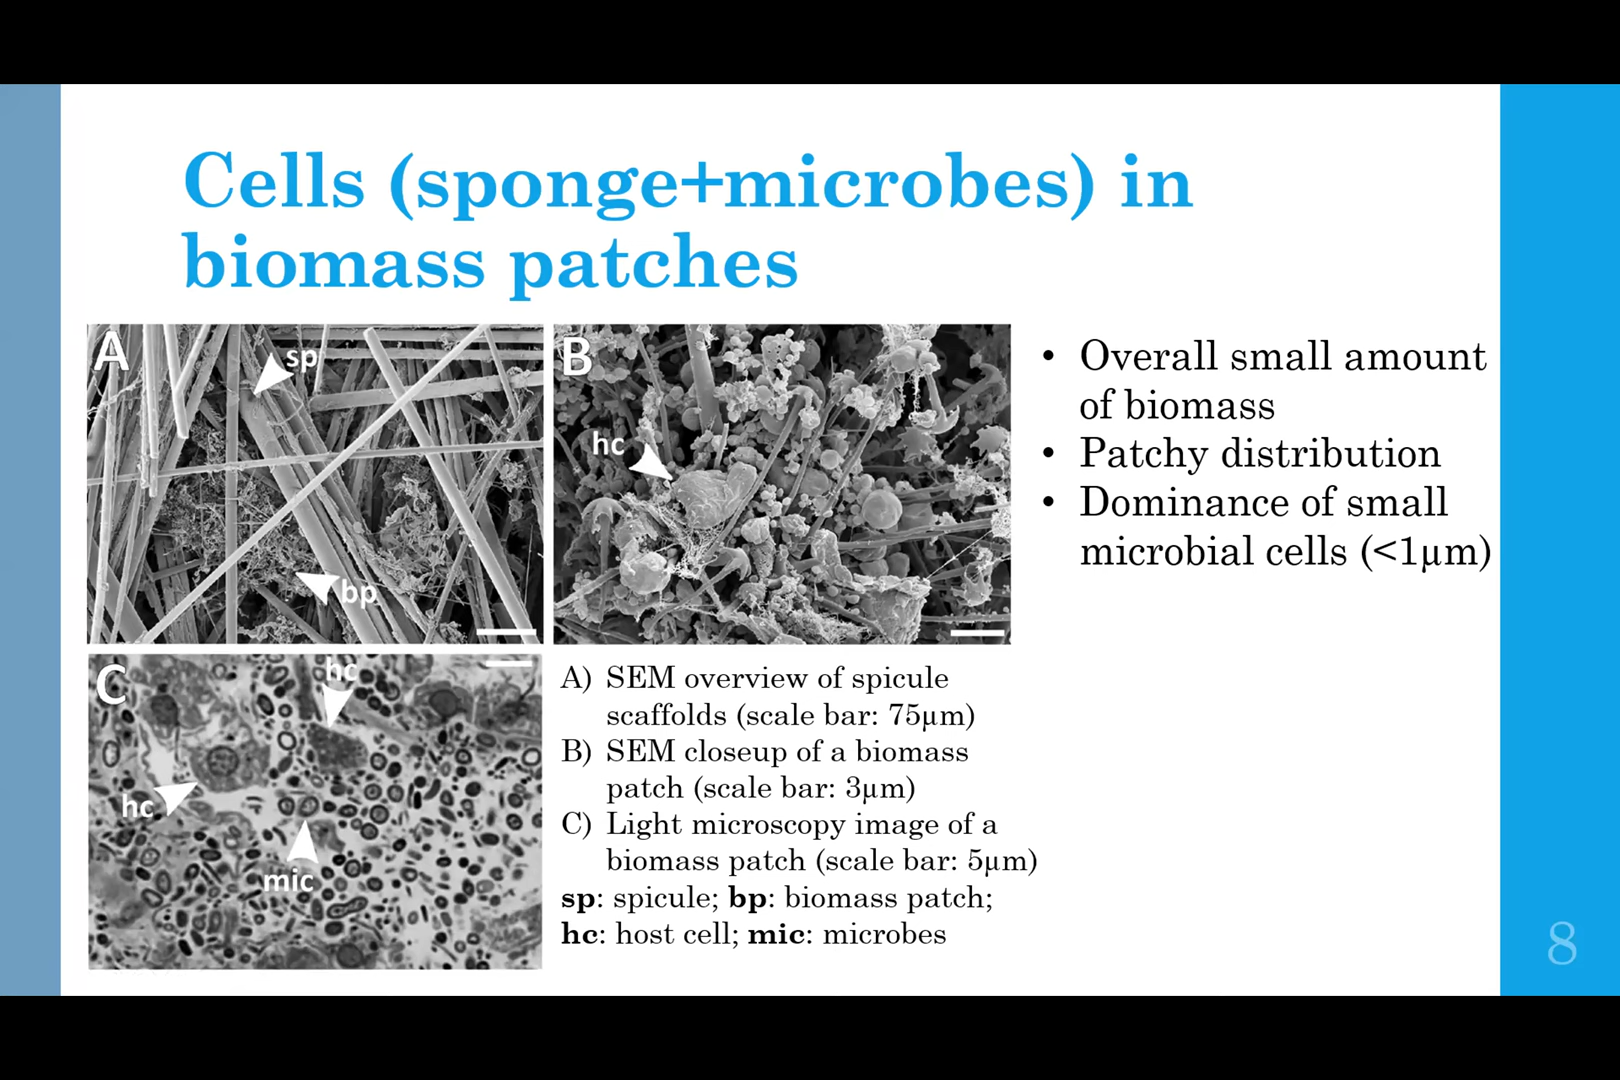 Cells (sponge+microbes) in
biomass patches
A
sp
bp
B
hc
C
hc
hc
mic
• Overall small amount
of biomass
• Patchy distribution
• Dominance of small
microbial cells (<1µm)
A) SEM overview of spicule
scaffolds (scale bar: 75µm)
B) SEM closeup of a biomass
patch (scale bar: 3µm)
C) Light microscopy image of a
biomass patch (scale bar: 5µm)
sp: spicule; bp: biomass patch;
hc: host cell; mic: microbes
8